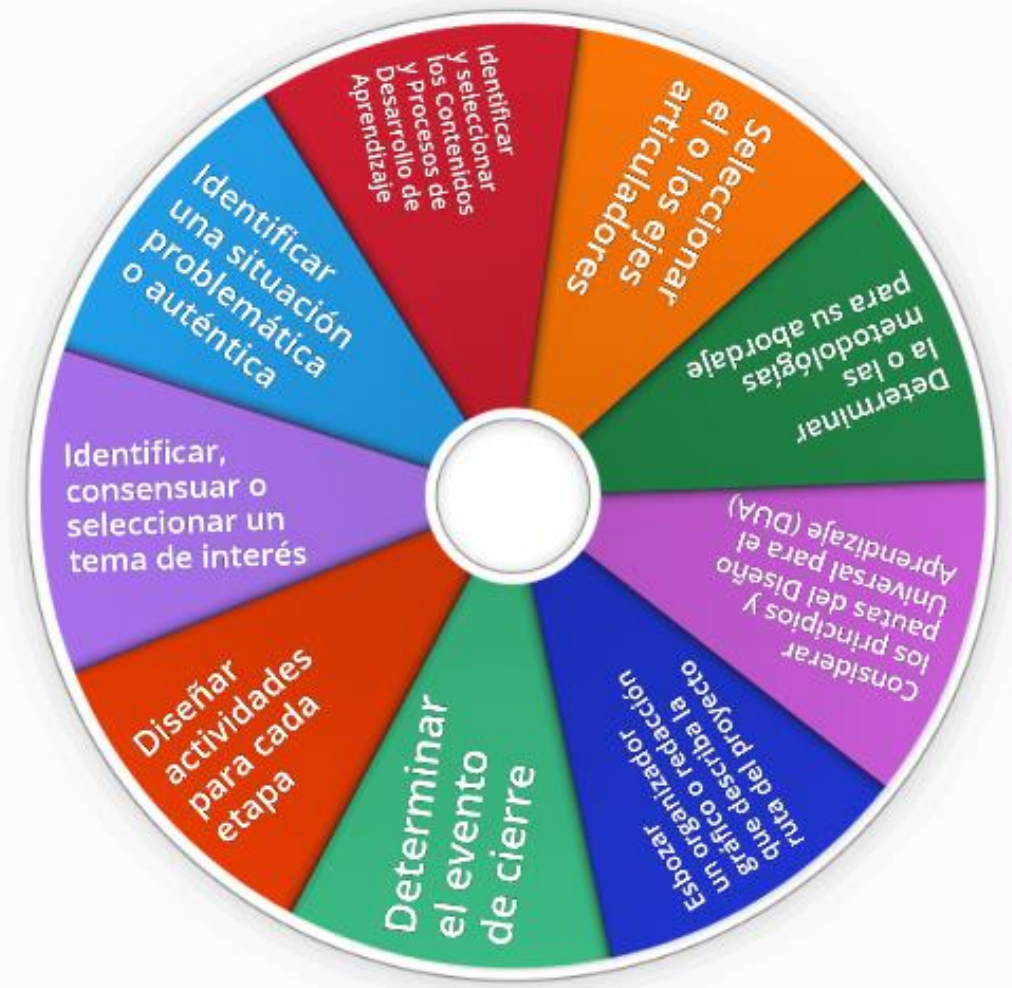 Identificar
y seleccionar
los Contenidos
y Procesos de
Desarrollo de
Aprendizaje
Seleccionar
el o los ejes
articuladores
Determinar
la o las
metodologías
para su abordaje
Considerar
los principios y
pautas del Diseño
Universal para el
Aprendizaje (DUA)
Esbozar
un organizador
gráfico o redacción
que describa la
ruta del proyecto
Determinar
el evento
de cierre
Diseñar
actividades
para cada
etapa
Identificar,
consensuar o
seleccionar un
tema de interés
Identificar
una situación
problemática
o auténtica